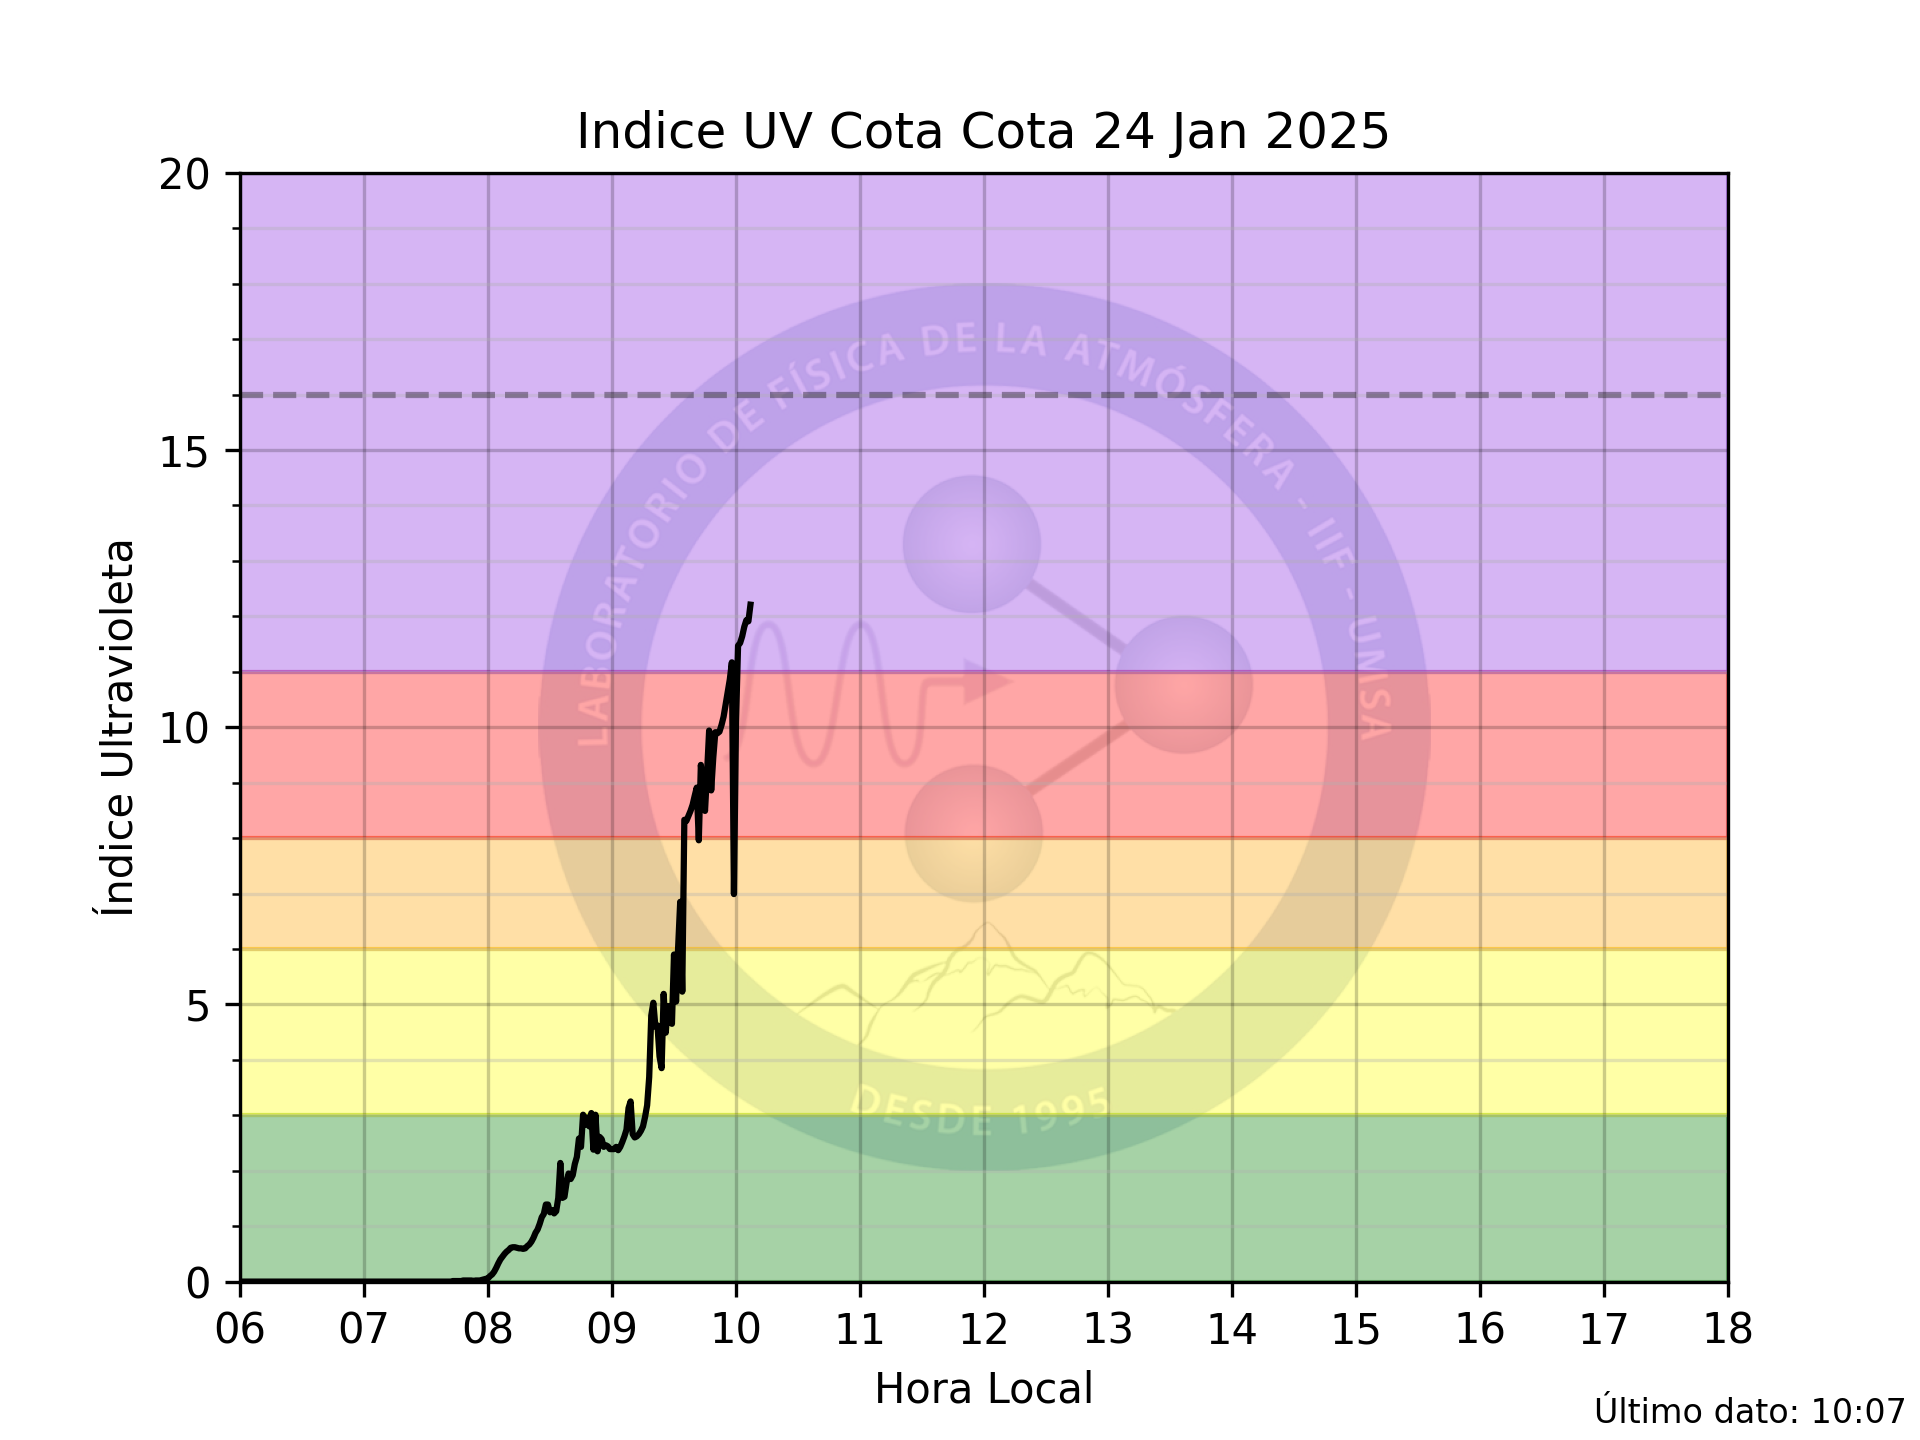 Indice UV Cota Cota 24 Jan 2025
20
15
10
5
0
Índice Ultravioleta
LABORATORIO DE FÍSICA DE LA ATMÓSFERA - IIF - UMSA
DESDE 1995
06 07 08 09 10 11 12 13 14 15 16 17 18
Hora Local
Último dato: 10:07